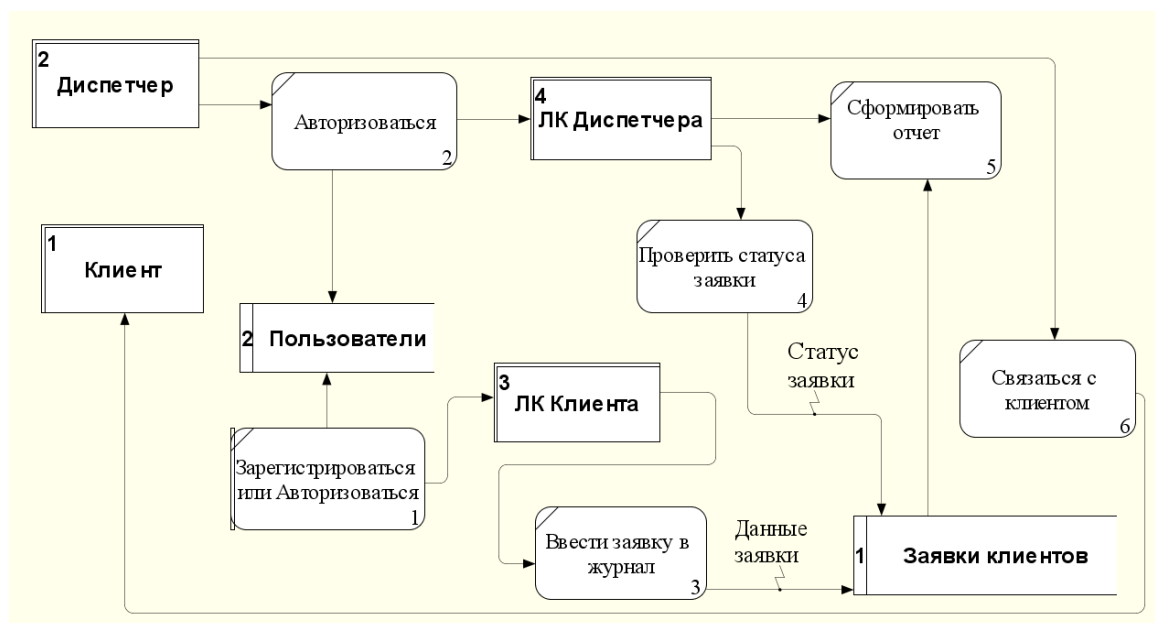 2
Диспетчер
Авторизоваться
2
4
ЛК Диспетчера
Сформировать
отчет
5
1
Клиент
Проверить статуса
заявки
4
2 Пользователи
Статус
заявки
Связаться с
клиентом
6
3
ЛК Клиента
Зарегистрироваться
или Авторизоваться
1
Ввести заявку в
журнал
3
Данные
заявки
1 Заявки клиентов